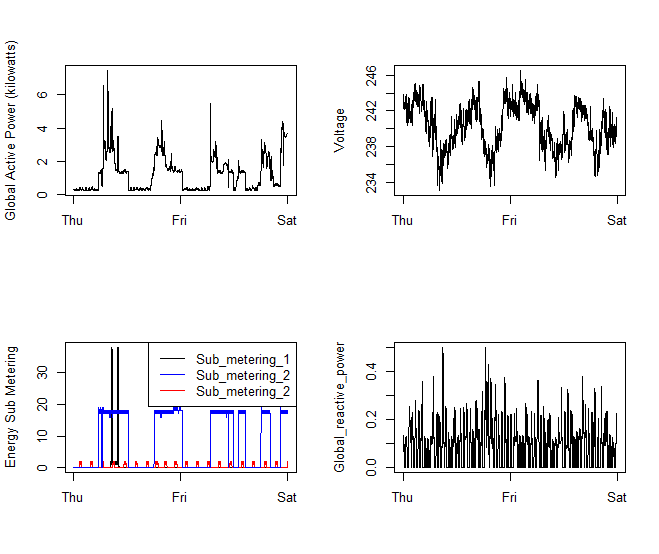 Global Active Power (kilowatts)
0 2 4 6
Thu Fri Sat
Voltage
234 238 242 246
Thu Fri Sat
Energy Sub Metering
0 10 20 30
Sub_metering_1
Sub_metering_2
Sub_metering_2
Thu Fri Sat
Global_reactive_power
0.0 0.2 0.4
Thu Fri Sat